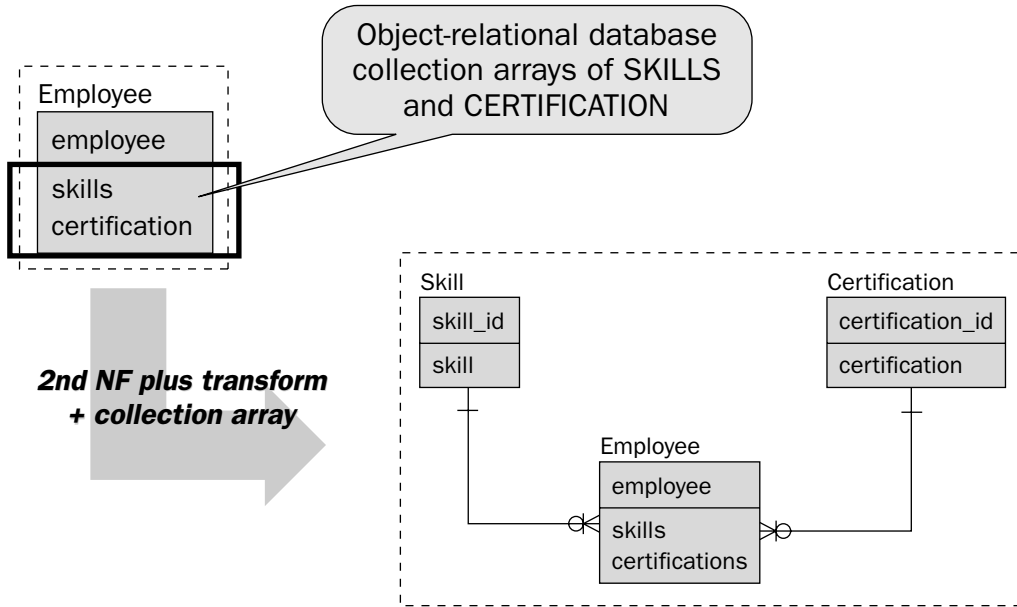 Object-relational database
collection arrays of SKILLS
and CERTIFICATION
Employee
employee
skills
certification
2nd NF plus transform
+ collection array
Skill
skill_id
skill
Certification
certification_id
certification
Employee
employee
skills
certifications